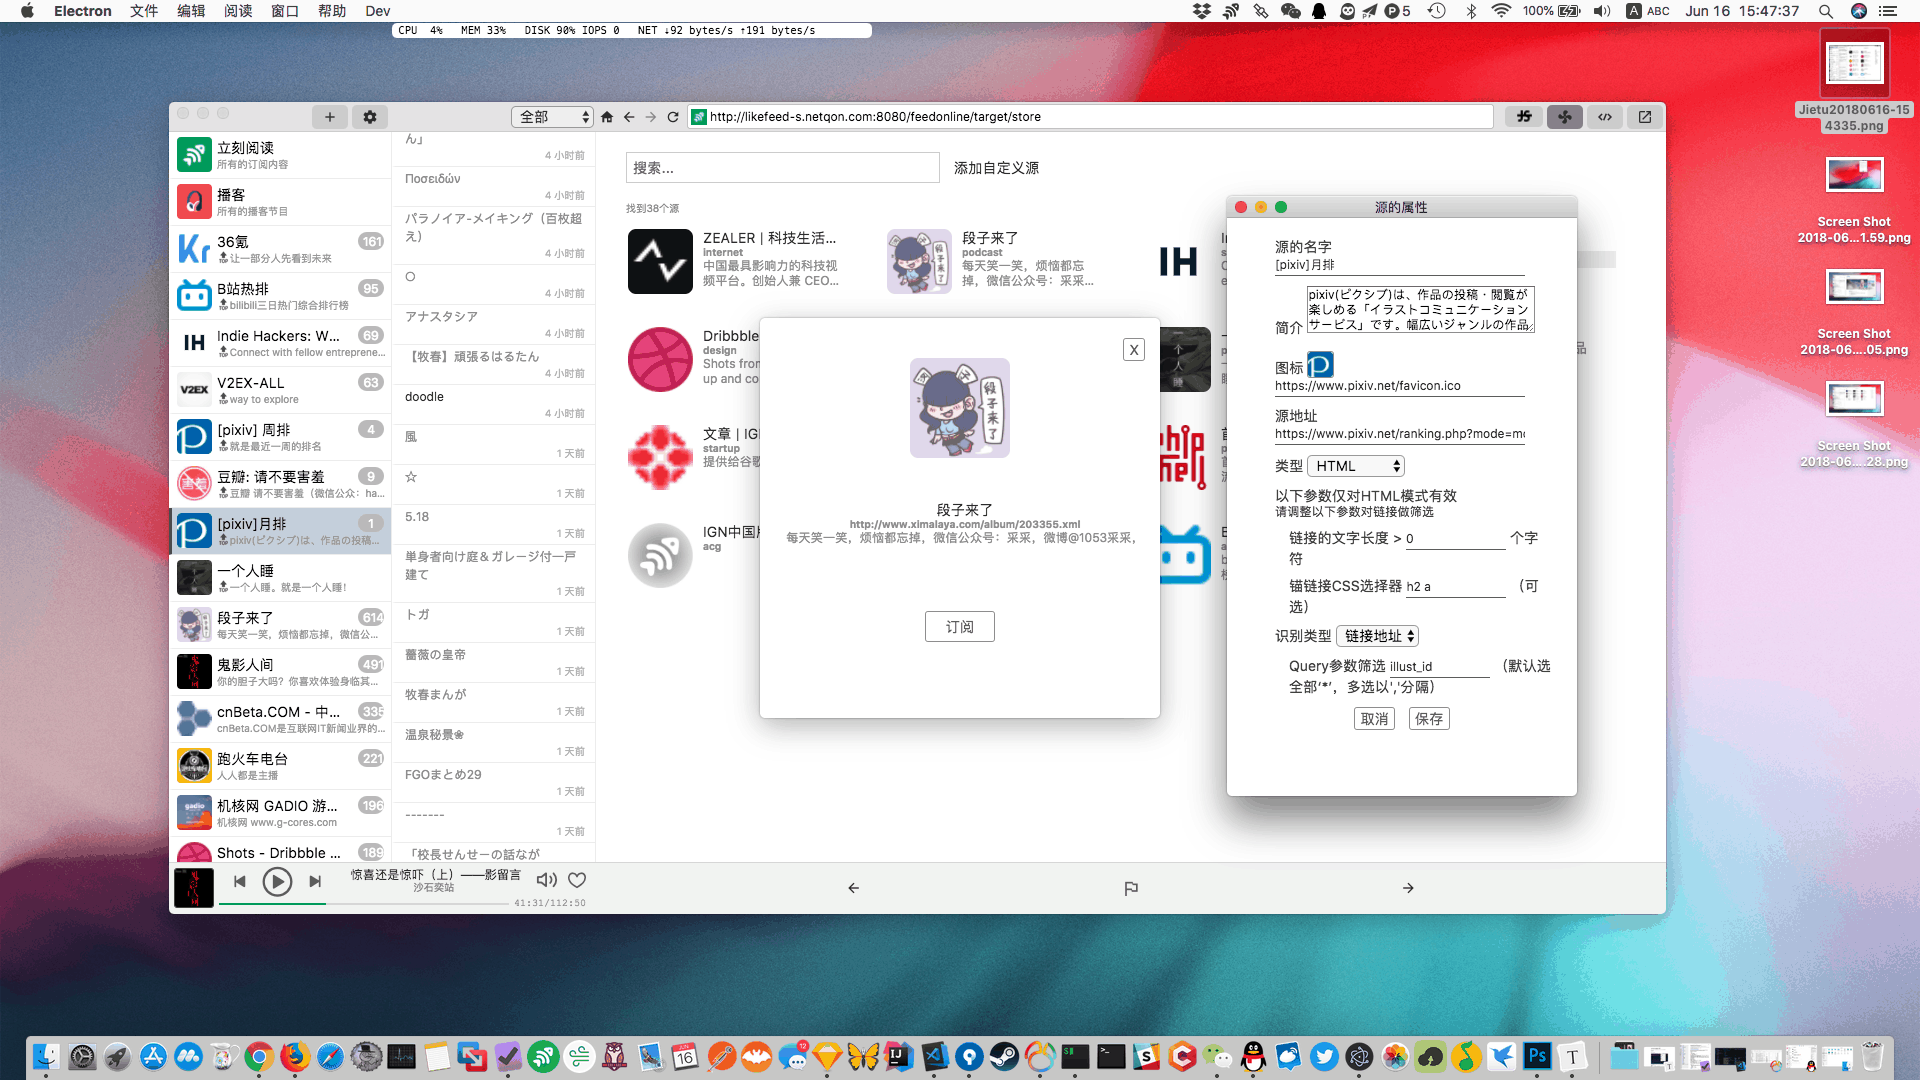 Electron 文件 编辑 阅读 窗口 帮助 Dev
5 100% A ABC Jun 16 15:47:37
CPU 4% MEM 33% DISK 90% IOPS 0 NET ↓92 bytes/s ↑191 bytes/s
Jietu20180616-15
4335.png
Screen Shot
2018-06...1.59.png
Screen Shot
2018-06....05.png
Screen Shot
2018-06....28.png
全部
http://likefeed-s.netqon.com:8080/feedonline/target/store
立刻阅读
所有的订阅内容
播客
所有的播客节目
36氪 161
让一部分人先看到未来
B站热排 95
bilibili三日热门综合排行榜
Indie Hackers: W... 69
Connect with fellow entreprene...
V2EX-ALL 63
way to explore
[pixiv] 周排 4
就是最近一周的排名
豆瓣: 请不要害羞 9
豆瓣 请不要害羞（微信公众：ha...
[pixiv]月排 1
pixiv(ピクシブ)は、作品の投稿...
一个人睡
一个人睡。就是一个人睡！
段子来了 614
每天笑一笑，烦恼都忘掉，微信公...
鬼影人间 491
你的胆子大吗？你喜欢体验身临其...
cnBeta.COM - 中... 335
cnBeta.COM是互联网IT新闻业界的...
跑火车电台 221
人人都是主播
机核网 GADIO 游... 196
机核网 www.g-cores.com
Shots - Dribbble ... 189
ん」
4 小时前
Ποσειδών
4 小时前
パラノイア-メイキング（百枚超
え）
4 小时前
○
4 小时前
アナスタシア
4 小时前
【牧春】頑張るはるたん
4 小时前
doodle
4 小时前
風
1 天前
☆
1 天前
5.18
1 天前
単身者向け庭＆ガレージ付一戸
建て
1 天前
トガ
1 天前
薔薇の皇帝
1 天前
牧春まんが
1 天前
温泉秘景❀
1 天前
FGOまとめ29
1 天前
-------
1 天前
「校長せんせーの話なが
搜索...
添加自定义源
找到38个源
ZEALER | 科技生活...
internet
中国最具影响力的科技视
频平台。创始人兼 CEO...
段子来了
podcast
每天笑一笑，烦恼都忘
掉，微信公众号：采采...
IH
Dribbble
design
Shots from
up and co
文章 | IG
startup
提供给谷歌
IGN中国
acg
X
段子来了
http://www.ximalaya.com/album/203355.xml
每天笑一笑，烦恼都忘掉，微信公众号：采采，微博@1053采采，
订阅
源的属性
源的名字
[pixiv]月排
简介
pixiv(ピクシブ)は、作品の投稿・閲覧が
楽しめる「イラストコミュニケーション
サービス」です。幅広いジャンルの作品
图标
https://www.pixiv.net/favicon.ico
源地址
https://www.pixiv.net/ranking.php?mode=mo
类型 HTML
以下参数仅对HTML模式有效
请调整以下参数对链接做筛选
链接的文字长度 > 0 个字
符
锚链接CSS选择器 h2 a （可
选）
识别类型 链接地址
Query参数筛选 illust_id （默认选
全部‘*’，多选以','分隔）
取消 保存
惊喜还是惊吓（上）——影留言
沙石奕站
41:31/112:50